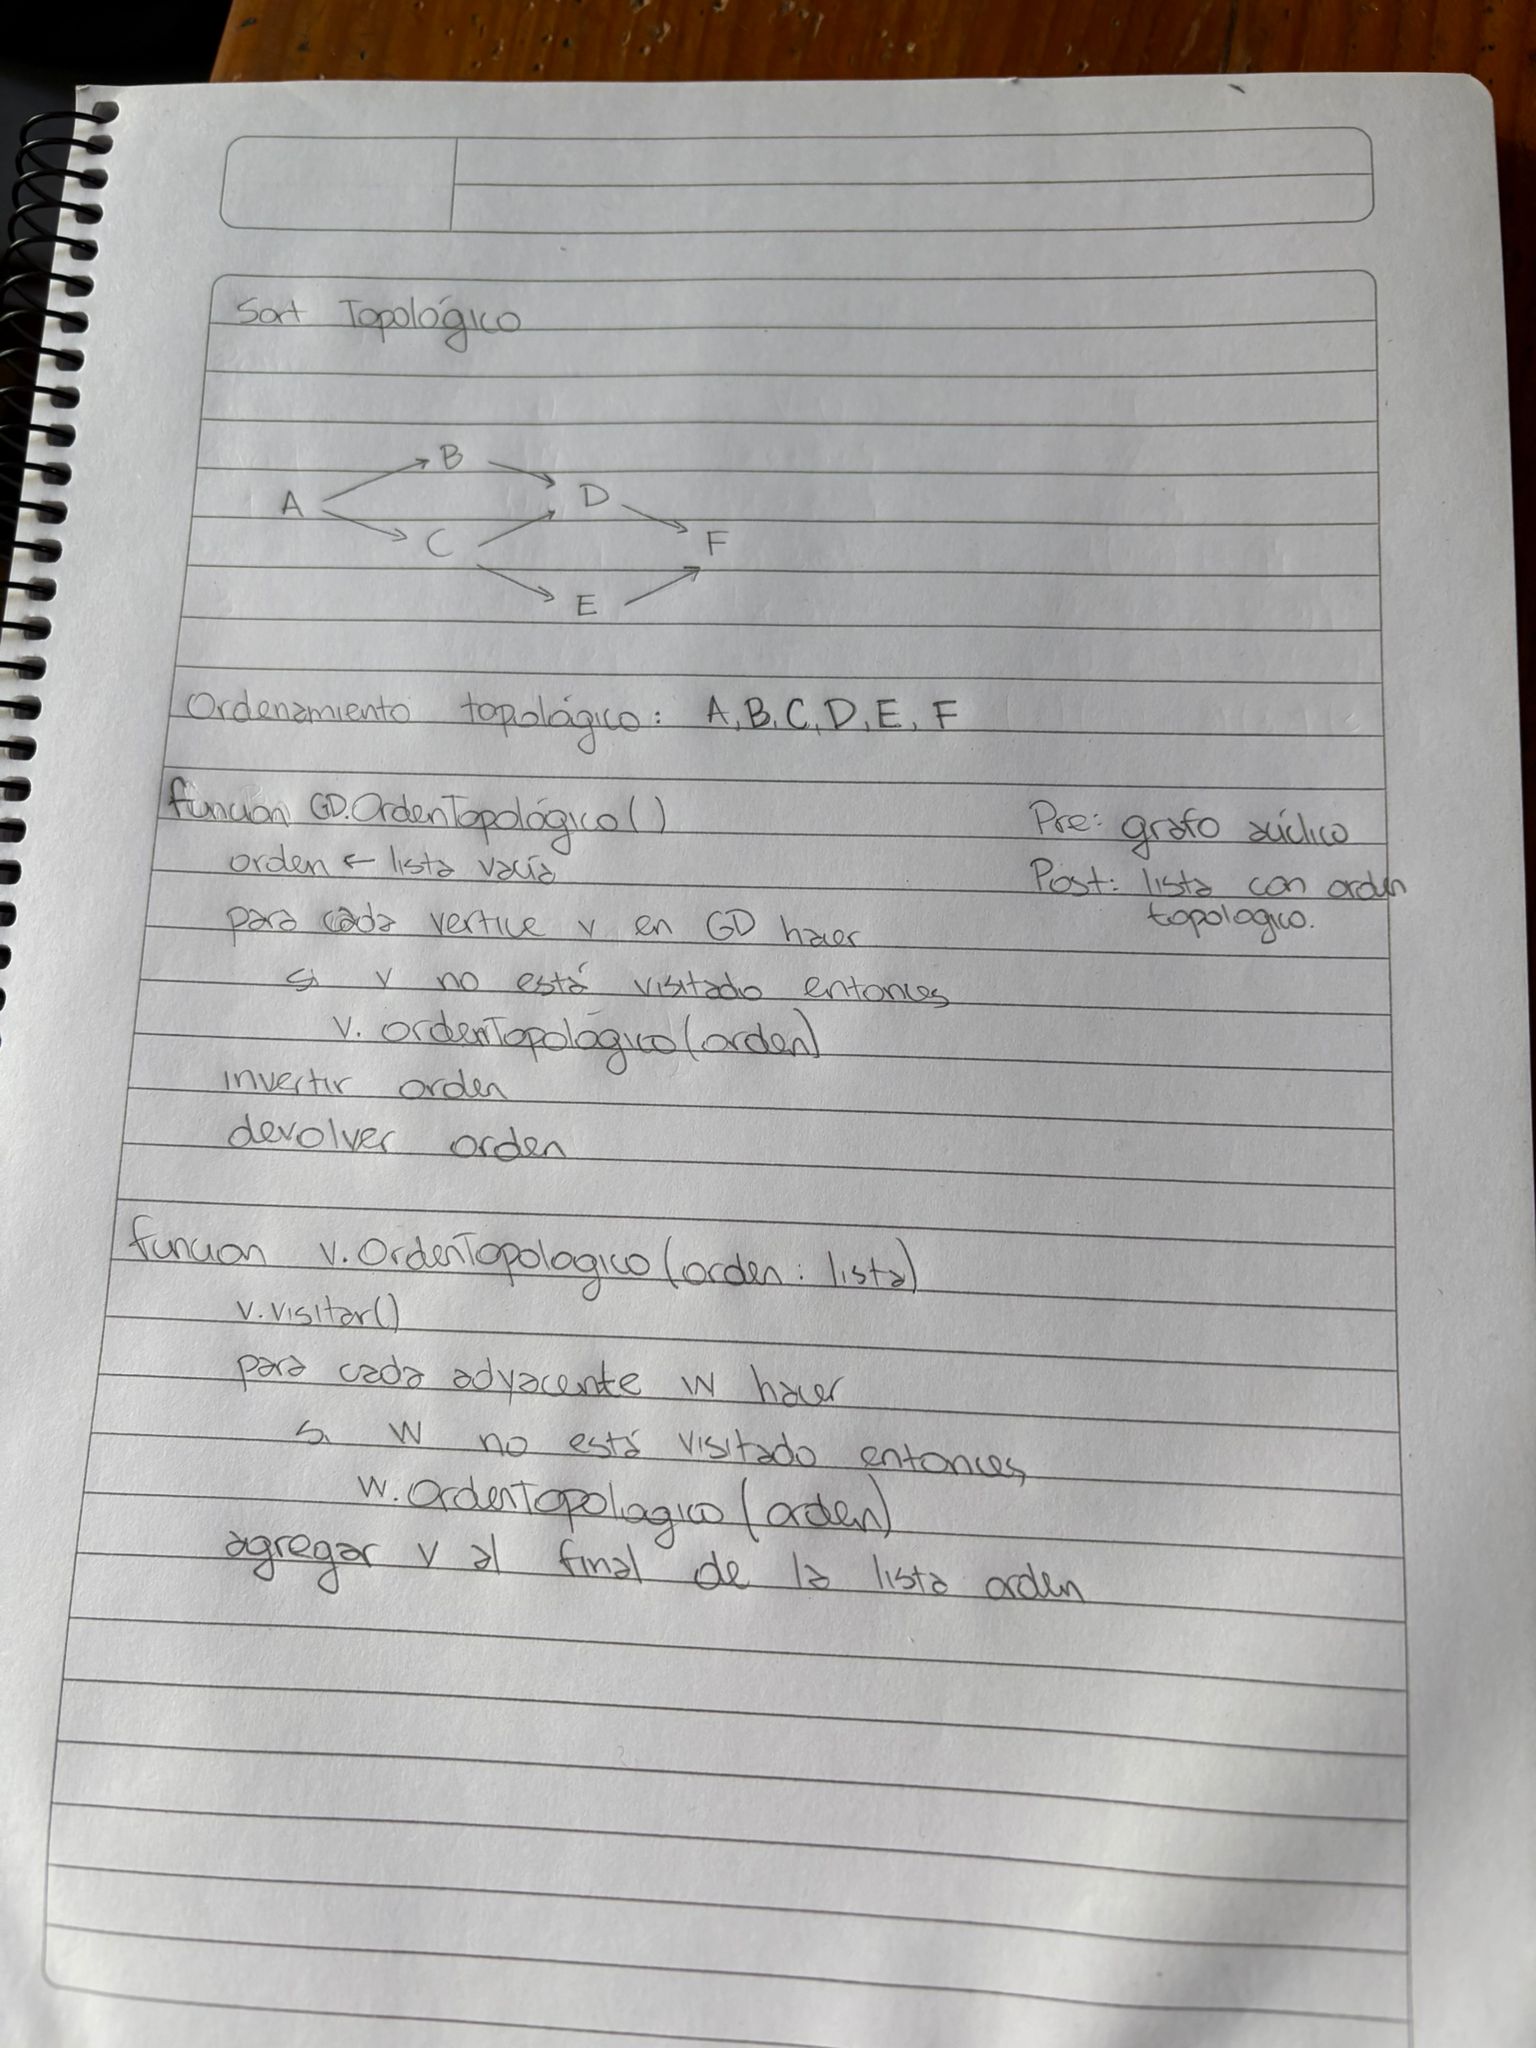 Sort Topológico
B
A
D
C
F
E
Ordenamiento topológico: A, B, C, D, E, F
función GD.OrdenTopológico()
Pre: grafo acíclico
orden ← lista vacía
Post: lista con orden
topologico.
para cada vertice v en GD hacer
si v no está visitado entonces
v. ordenTopológico(orden)
invertir orden
devolver orden
funcion v.OrdenTopologico(orden: lista)
v.visitar()
para cada adyacente w hacer
si w no está visitado entonces
w.OrdenTopologico(orden)
agregar v al final de la lista orden